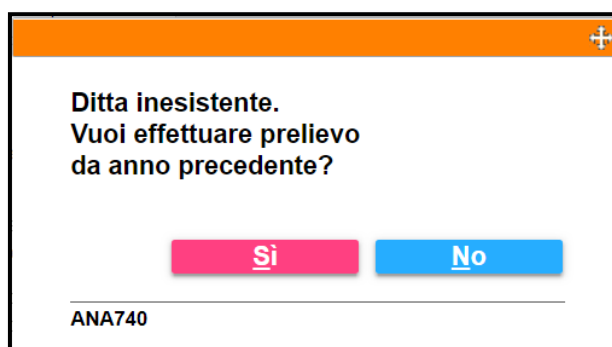 Ditta inesistente.
Vuoi effettuare prelievo
da anno precedente?
Sì No
ANA740